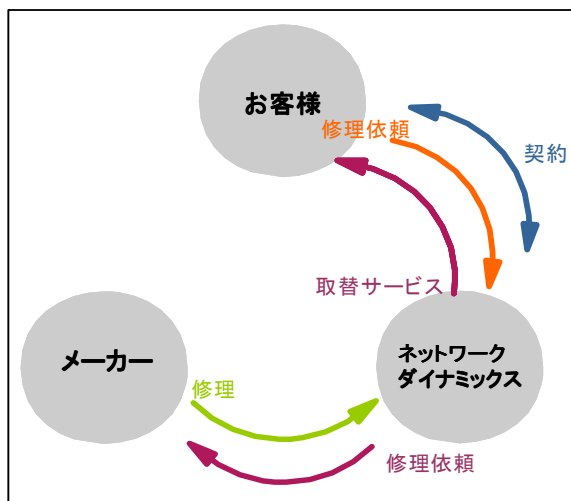 お客様
修理依頼
契約
取替サービス
メーカー
ネットワーク
ダイナミックス
修理
修理依頼